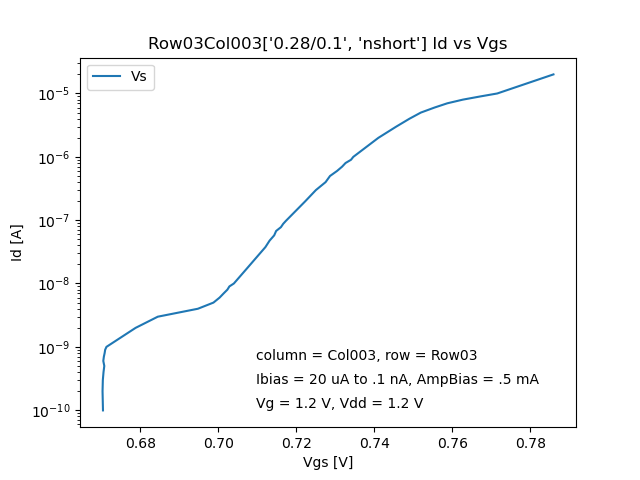 Row03Col003['0.28/0.1', 'nshort'] Id vs Vgs
Vs
10⁻⁵
10⁻⁶
10⁻⁷
10⁻⁸
10⁻⁹
10⁻¹⁰
Id [A]
column = Col003, row = Row03
Ibias = 20 uA to .1 nA, AmpBias = .5 mA
Vg = 1.2 V, Vdd = 1.2 V
0.68 0.70 0.72 0.74 0.76 0.78
Vgs [V]